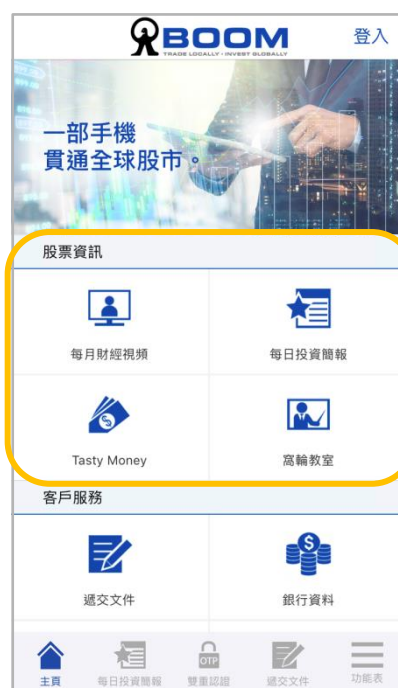 BOOM
TRADE LOCALLY · INVEST GLOBALLY
登入
一部手機
貫通全球股市。
股票資訊
每月財經視頻
每日投資簡報
Tasty Money
窩輪教室
客戶服務
遞交文件
銀行資料
OTP
主頁
每日投資簡報
雙重認證
遞交文件
功能表